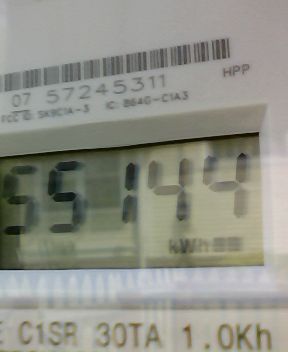 HPP
07 57245311
FCC ID: SK9C1A-3 IC: 864G-C1A3
55144
kWh
E C1SR 30TA 1.0Kh